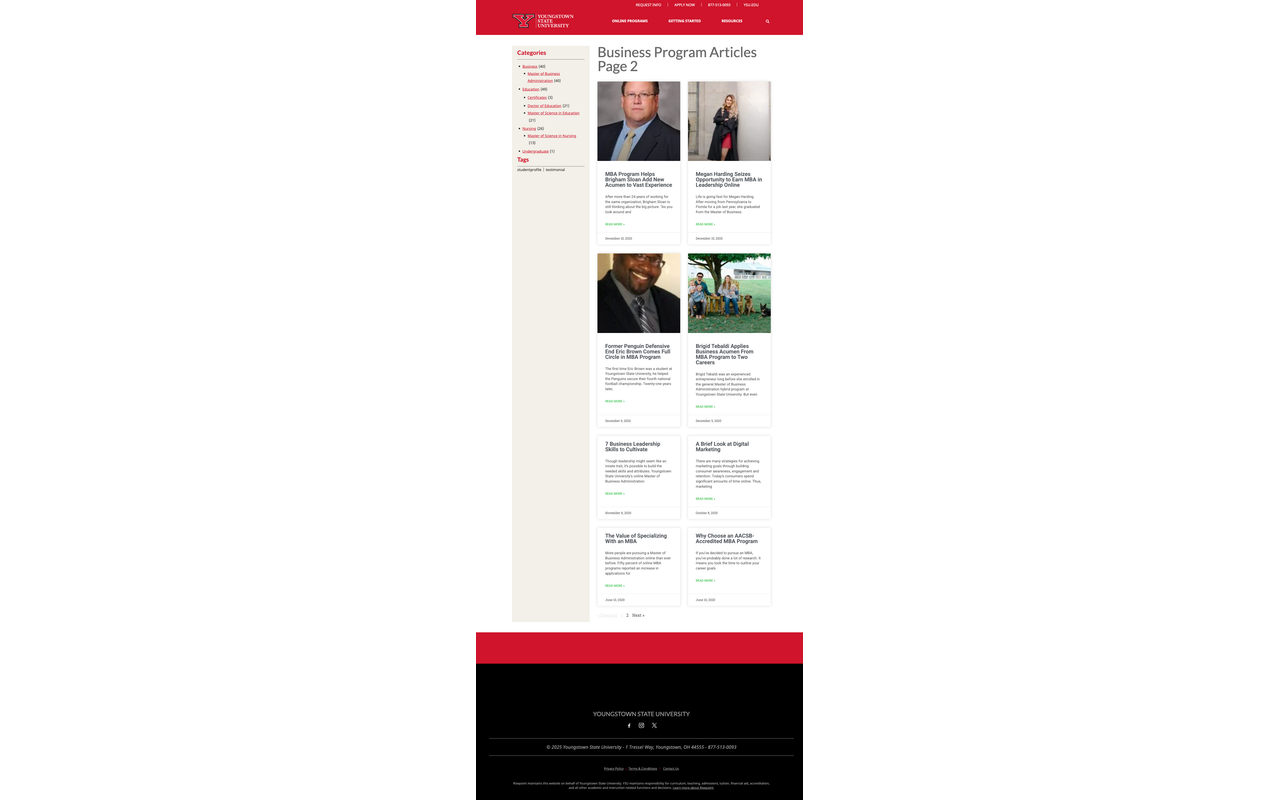 REQUEST INFO | APPLY NOW | 877-513-0093 | YSU.EDU
YOUNGSTOWN
STATE
UNIVERSITY
ONLINE PROGRAMS GETTING STARTED RESOURCES
Categories
Business (40)
Master of Business
Administration (40)
Education (49)
Certificates (3)
Doctor of Education (21)
Master of Science in Education
(21)
Nursing (26)
Master of Science in Nursing
(13)
Undergraduate (1)
Tags
studentprofile | testimonial
Business Program Articles
Page 2
MBA Program Helps
Brigham Sloan Add New
Acumen to Vast Experience
After more than 24 years of working for
the same organization, Brigham Sloan is
still thinking about the big picture. "As you
look around and
READ MORE »
December 10, 2020
Megan Harding Seizes
Opportunity to Earn MBA in
Leadership Online
Life is going fast for Megan Harding.
After moving from Pennsylvania to
Florida for a job last year, she graduated
from the Master of Business
READ MORE »
December 10, 2020
Former Penguin Defensive
End Eric Brown Comes Full
Circle in MBA Program
The first time Eric Brown was a student at
Youngstown State University, he helped
the Penguins secure their fourth national
football championship. Twenty-one years
later,
READ MORE »
December 9, 2020
Brigid Tebaldi Applies
Business Acumen From
MBA Program to Two
Careers
Brigid Tebaldi was an experienced
entrepreneur long before she enrolled in
the general Master of Business
Administration hybrid program at
Youngstown State University. But even
READ MORE »
December 9, 2020
7 Business Leadership
Skills to Cultivate
Though leadership might seem like an
innate trait, it's possible to build the
needed skills and attributes. Youngstown
State University's online Master of
Business Administration
READ MORE »
November 9, 2020
A Brief Look at Digital
Marketing
There are many strategies for achieving
marketing goals through building
consumer awareness, engagement and
retention. Today's consumers spend
significant amounts of time online. Thus,
marketing
READ MORE »
October 8, 2020
The Value of Specializing
With an MBA
More people are pursuing a Master of
Business Administration online than ever
before. Fifty percent of online MBA
programs reported an increase in
applications for
READ MORE »
June 10, 2020
Why Choose an AACSB-
Accredited MBA Program
If you've decided to pursue an MBA,
you've probably done a lot of research. It
means you took the time to outline your
career goals,
READ MORE »
June 10, 2020
2 Next »
YOUNGSTOWN STATE UNIVERSITY
© 2025 Youngstown State University - 1 Tressel Way, Youngstown, OH 44555 - 877-513-0093
Privacy Policy | Terms & Conditions | Contact Us
Risepoint maintains this website on behalf of Youngstown State University. YSU maintains responsibility for curriculum, teaching, admissions, tuition, financial aid, accreditation,
and all other academic and instruction-related functions and decisions. Learn more about Risepoint.